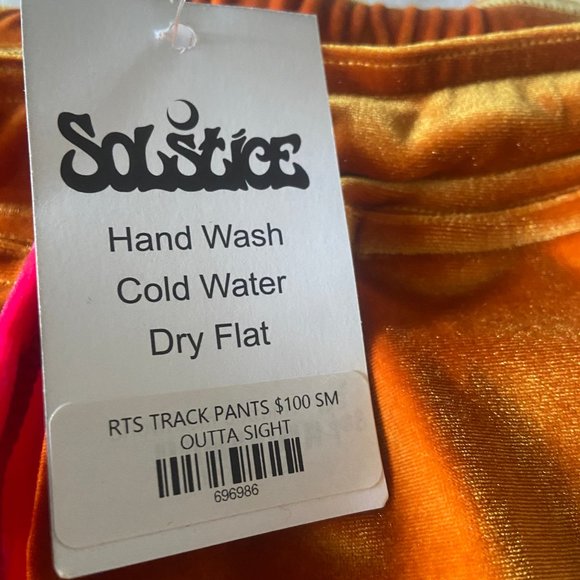 SOLSTICE
Hand Wash
Cold Water
Dry Flat
RTS TRACK PANTS $100 SM
OUTTA SIGHT
696986